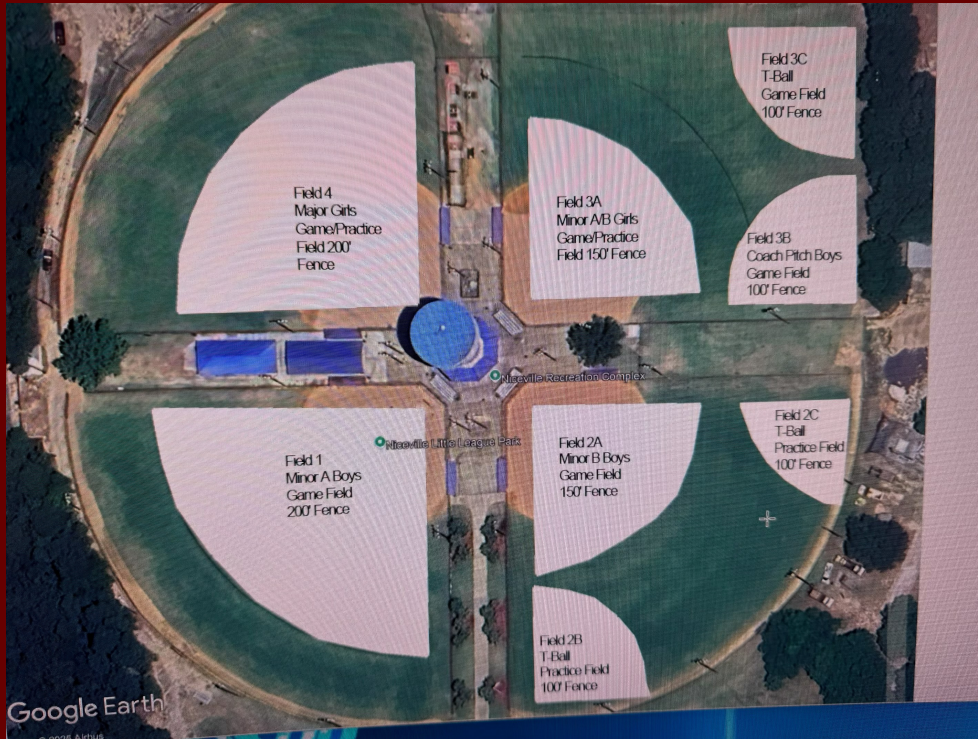 Field 3C
T-Ball
Game Field
100' Fence
Field 4
Major Girls
Game/Practice
Field 200'
Fence
Field 3A
Minor A/B Girls
Game/Practice
Field 150' Fence
Field 3B
Coach Pitch Boys
Game Field
100' Fence
Niceville Recreation Complex
Niceville Little League Park
Field 1
Minor A Boys
Game Field
200' Fence
Field 2A
Minor B Boys
Game Field
150' Fence
Field 2C
T-Ball
Practice Field
100' Fence
Field 2B
T-Ball
Practice Field
100' Fence
Google Earth
© 2025 Airbus